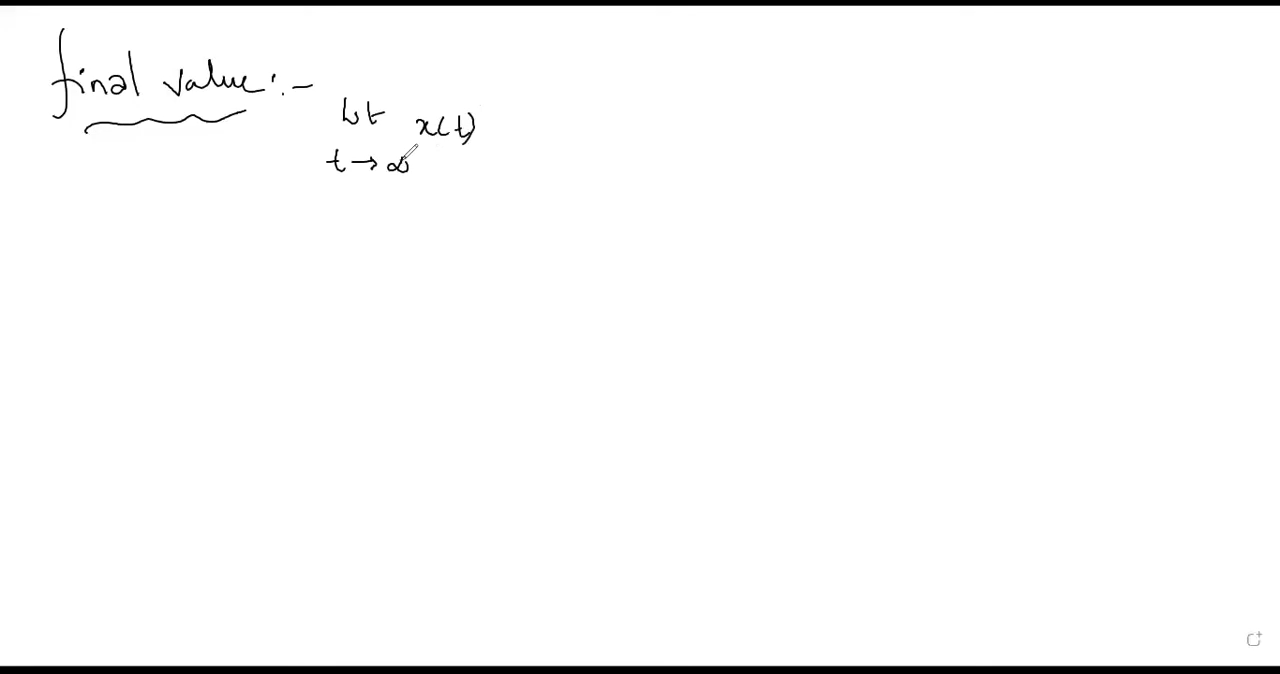 final value:-
Lt x(t)
t→∞